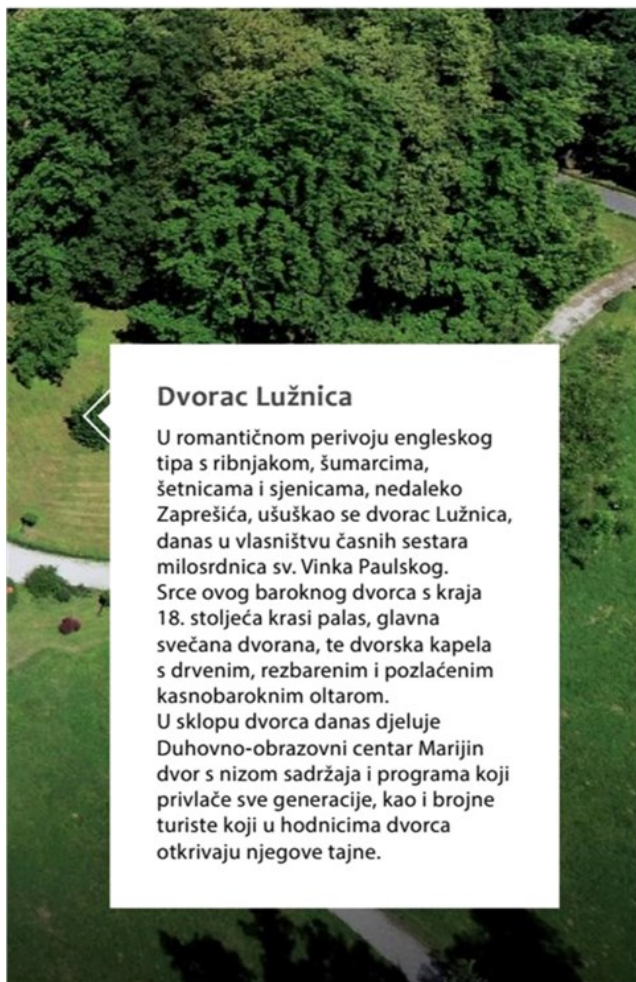 Dvorac Lužnica
U romantičnom perivoju engleskog
tipa s ribnjakom, šumarcima,
šetnicama i sjenicama, nedaleko
Zaprešića, ušuškao se dvorac Lužnica,
danas u vlasništvu časnih sestara
milosrdnica sv. Vinka Paulskog.
Srce ovog baroknog dvorca s kraja
18. stoljeća krasi palas, glavna
svečana dvorana, te dvorska kapela
s drvenim, rezbarenim i pozlaćenim
kasnobaroknim oltarom.
U sklopu dvorca danas djeluje
Duhovno-obrazovni centar Marijin
dvor s nizom sadržaja i programa koji
privlače sve generacije, kao i brojne
turiste koji u hodnicima dvorca
otkrivaju njegove tajne.